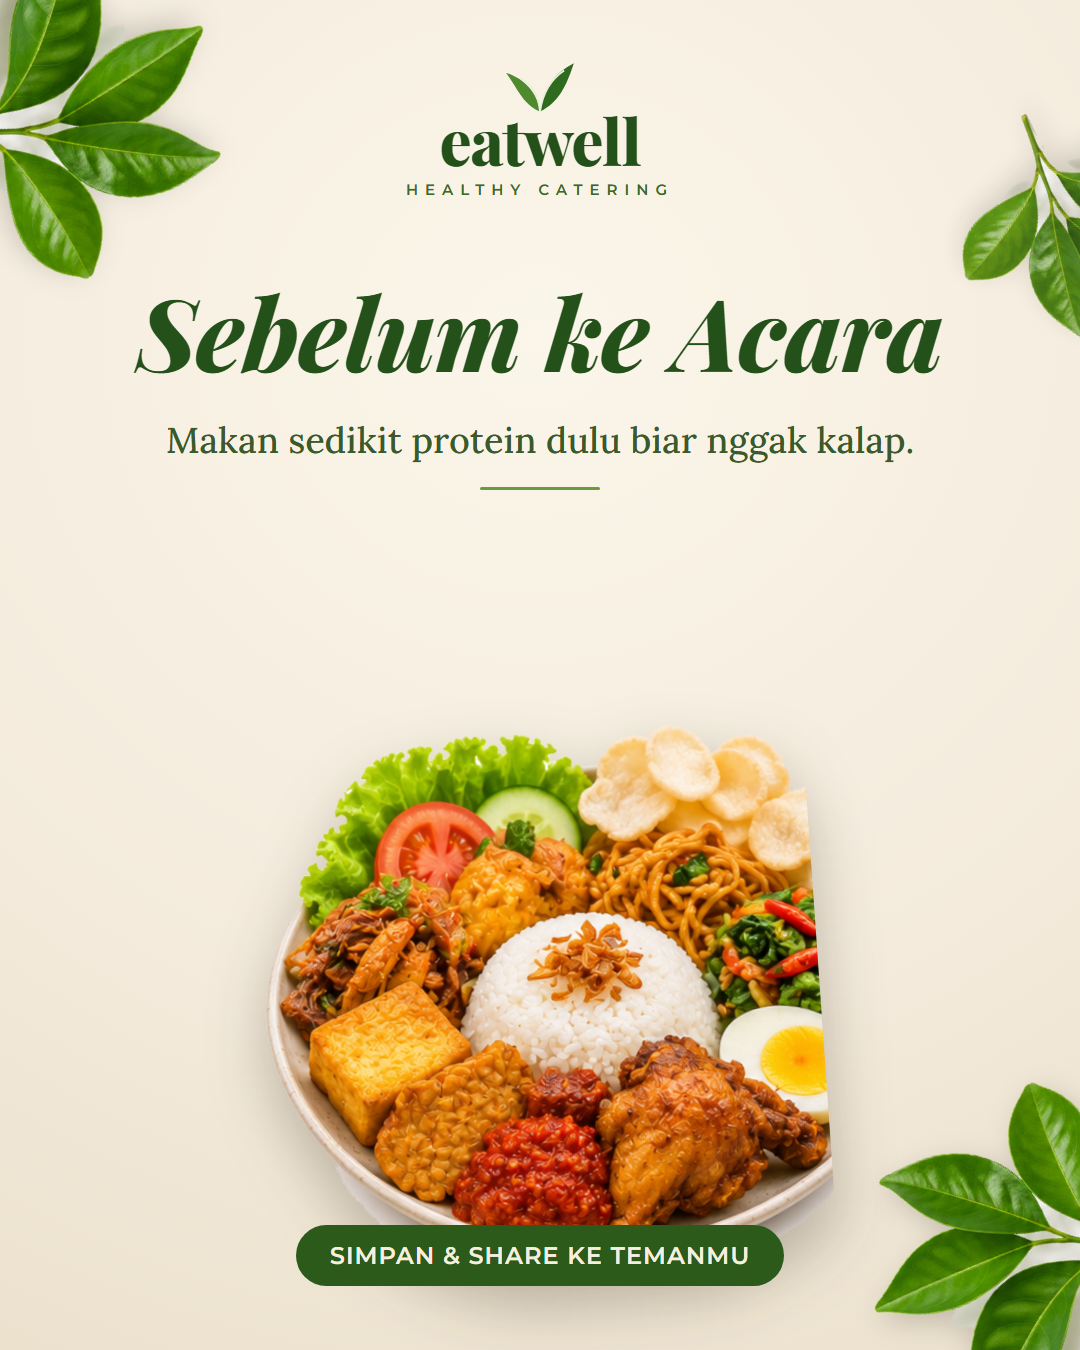 eatwell
HEALTHY CATERING
Sebelum ke Acara
Makan sedikit protein dulu biar nggak kalap.
SIMPAN & SHARE KE TEMANMU